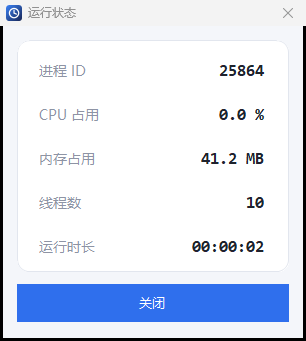 运行状态
进程 ID 25864
CPU 占用 0.0 %
内存占用 41.2 MB
线程数 10
运行时长 00:00:02
关闭